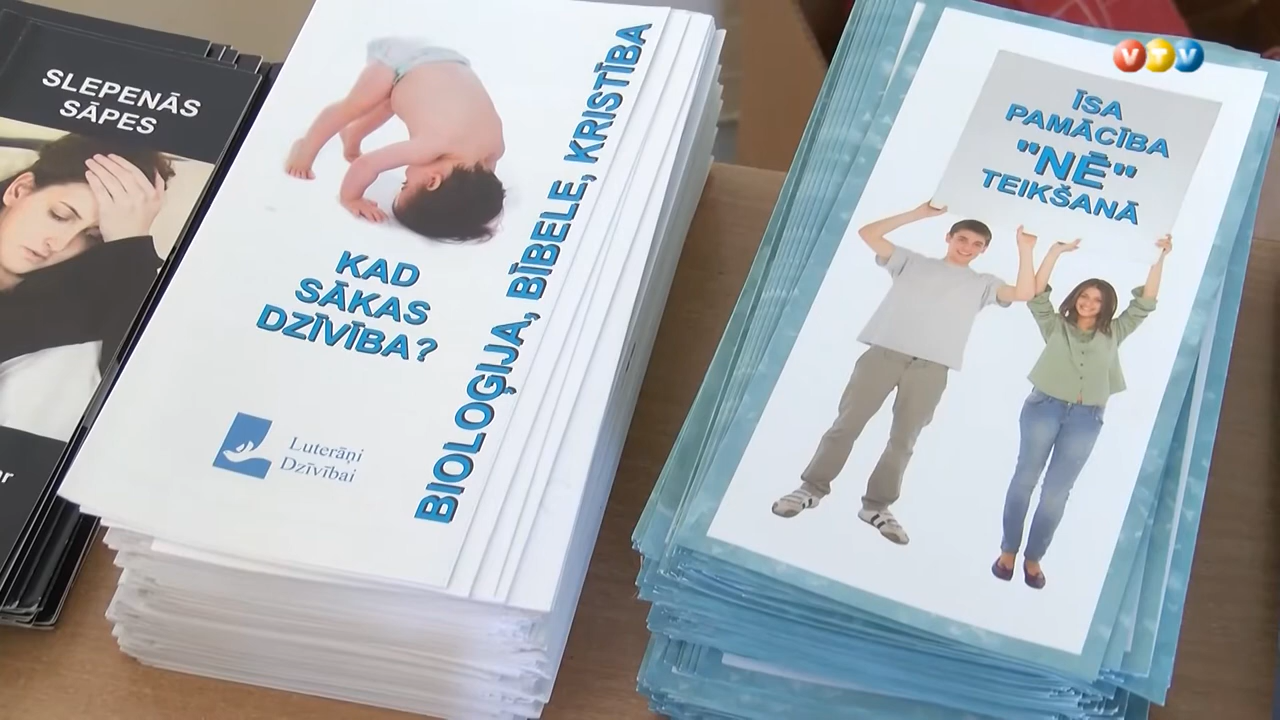 SLEPENĀS
SĀPES
KAD
SĀKAS
DZĪVĪBA?
Luterāņi
Dzīvībai
BIOLOĢIJA, BĪBELE, KRISTĪBA
VTV
ĪSA
PAMĀCĪBA
"NĒ"
TEIKŠANĀ